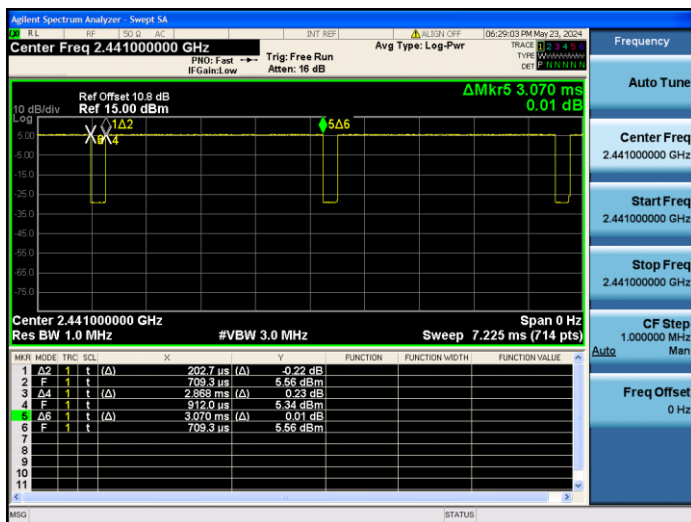 Agilent Spectrum Analyzer - Swept SA
RL RF 50 Ω AC INT REF ALIGN OFF 06:29:03 PM May 23, 2024
Center Freq 2.441000000 GHz Avg Type: Log-Pwr TRACE 1 2 3 4 5 6
PNO: Fast Trig: Free Run TYPE WWWWWW
IFGain:Low Atten: 16 dB DET P N N N N N
Ref Offset 10.8 dB ΔMkr5 3.070 ms
10 dB/div Ref 15.00 dBm 0.01 dB
Log
1Δ2 5Δ6
5.00
4
-5.00
-15.0
-25.0
-35.0
-45.0
-55.0
-65.0
-75.0
Center 2.441000000 GHz Span 0 Hz
Res BW 1.0 MHz #VBW 3.0 MHz Sweep 7.225 ms (714 pts)
MKR MODE TRC SCL X Y FUNCTION FUNCTION WIDTH FUNCTION VALUE
1 Δ2 1 t (Δ) 202.7 µs (Δ) -0.22 dB
2 F 1 t 709.3 µs 5.56 dBm
3 Δ4 1 t (Δ) 2.868 ms (Δ) 0.23 dB
4 F 1 t 912.0 µs 5.34 dBm
5 Δ6 1 t (Δ) 3.070 ms (Δ) 0.01 dB
6 F 1 t 709.3 µs 5.56 dBm
7
8
9
10
11
MSG STATUS
Frequency
Auto Tune
Center Freq
2.441000000 GHz
Start Freq
2.441000000 GHz
Stop Freq
2.441000000 GHz
CF Step
1.000000 MHz
Auto Man
Freq Offset
0 Hz